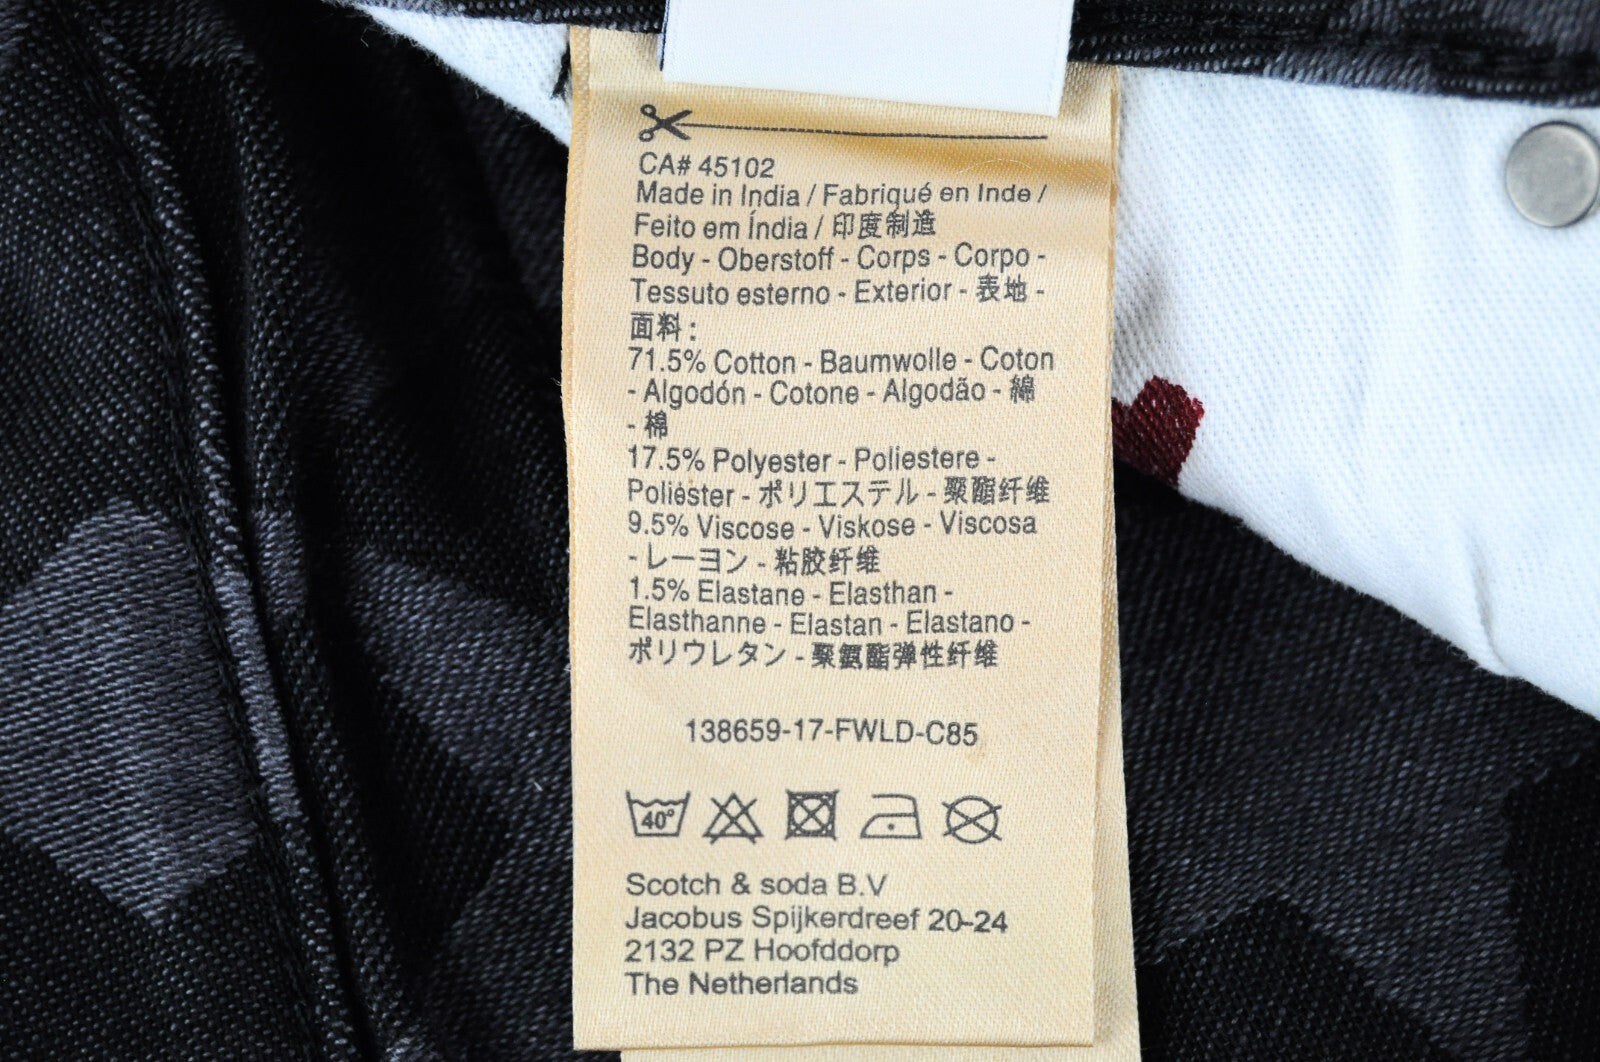 CA# 45102
Made in India / Fabriqué en Inde /
Feito em Índia / 印度制造
Body - Oberstoff - Corps - Corpo -
Tessuto esterno - Exterior - 表地 -
面料 :
71.5% Cotton - Baumwolle - Coton
- Algodón - Cotone - Algodão - 綿
- 棉
17.5% Polyester - Poliestere -
Poliéster - ポリエステル - 聚酯纤维
9.5% Viscose - Viskose - Viscosa
- レーヨン - 粘胶纤维
1.5% Elastane - Elasthan -
Elasthanne - Elastan - Elastano -
ポリウレタン - 聚氨酯弹性纤维
138659-17-FWLD-C85
40°
Scotch & soda B.V
Jacobus Spijkerdreef 20-24
2132 PZ Hoofddorp
The Netherlands